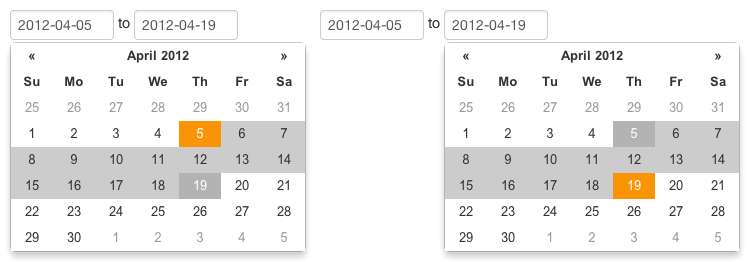 2012-04-05 to 2012-04-19
« April 2012 »
Su Mo Tu We Th Fr Sa
25 26 27 28 29 30 31
1 2 3 4 5 6 7
8 9 10 11 12 13 14
15 16 17 18 19 20 21
22 23 24 25 26 27 28
29 30 1 2 3 4 5
2012-04-05 to 2012-04-19
« April 2012 »
Su Mo Tu We Th Fr Sa
25 26 27 28 29 30 31
1 2 3 4 5 6 7
8 9 10 11 12 13 14
15 16 17 18 19 20 21
22 23 24 25 26 27 28
29 30 1 2 3 4 5